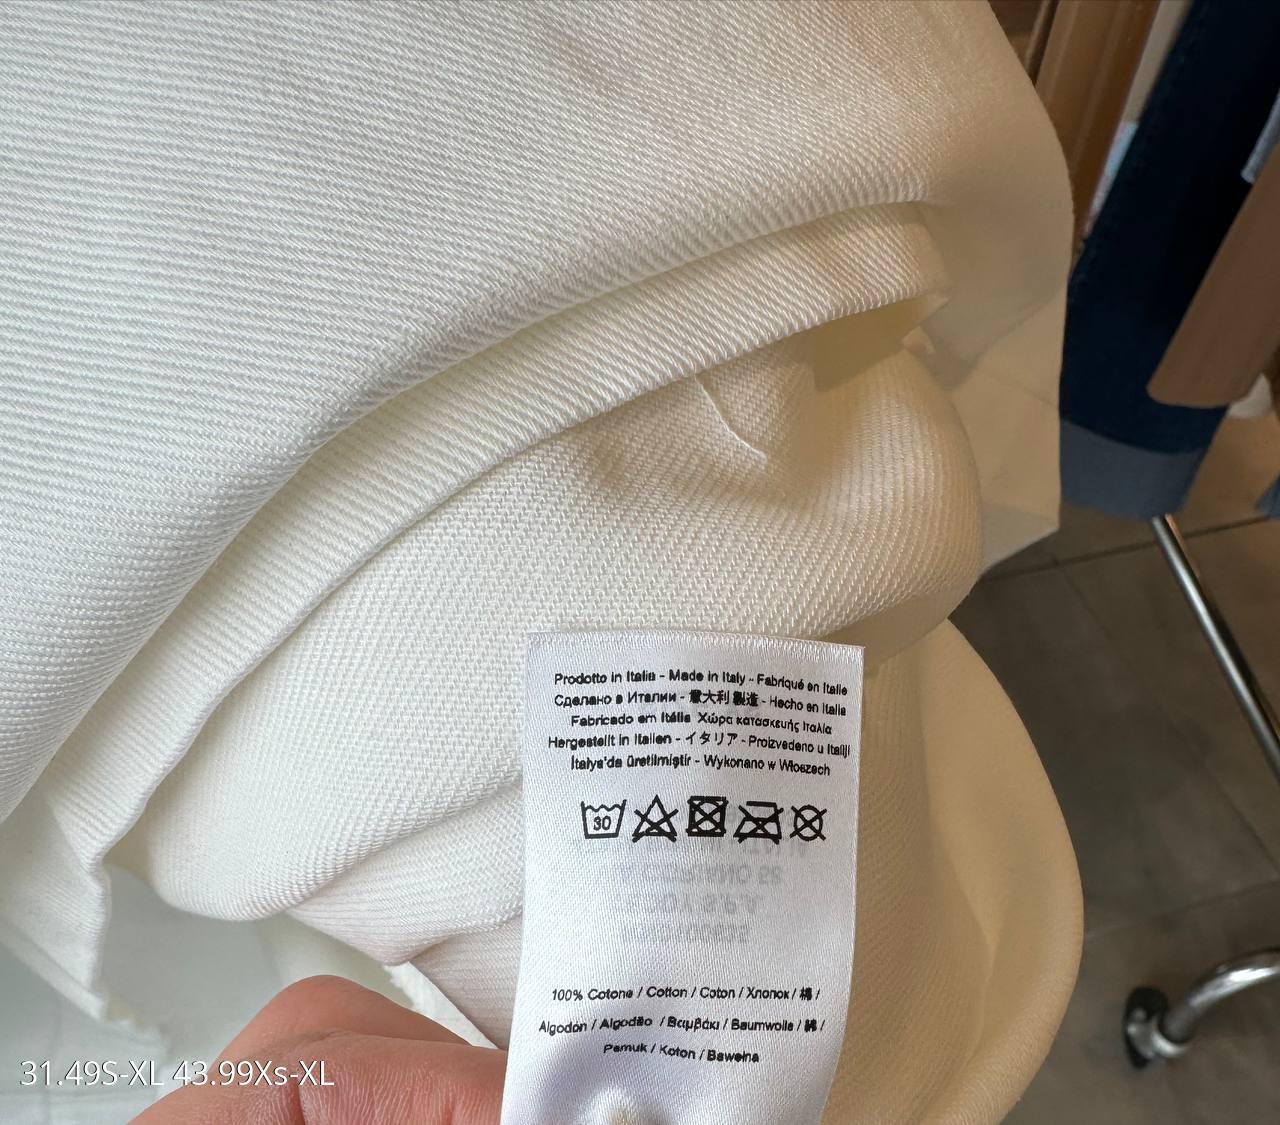 Prodotto in Italia - Made in Italy - Fabriqué en Italie
Сделано в Италии - 意大利 製造 - Hecho en Italia
Fabricado em Itália Χώρα κατασκευής Ιταλία
Hergestellt in Italien - イタリア - Proizvedeno u Italiji
İtalya'da üretilmiştir - Wykonano w Włoszech
30
100% Cotone / Cotton / Coton / Хлопок / 棉 /
Algodon / Algodão / Βαμβάκι / Baumwolle / 綿 /
Pamuk / Koton / Bawełna
31.49S-XL 43.99Xs-XL